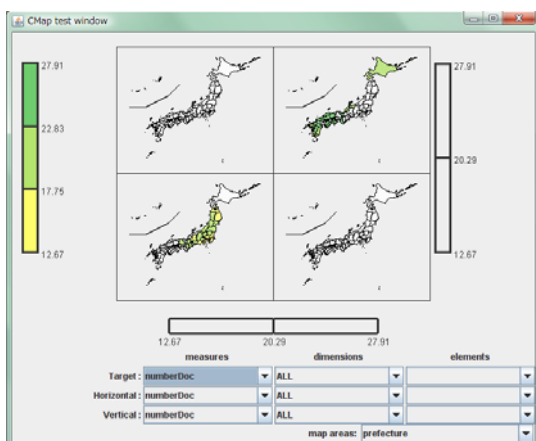 CMap test window
27.91
22.83
17.75
12.67
27.91
20.29
12.67
12.67 20.29 27.91
measures dimensions elements
Target : numberDoc ALL
Horizontal : numberDoc ALL
Vertical : numberDoc ALL
map areas: prefecture